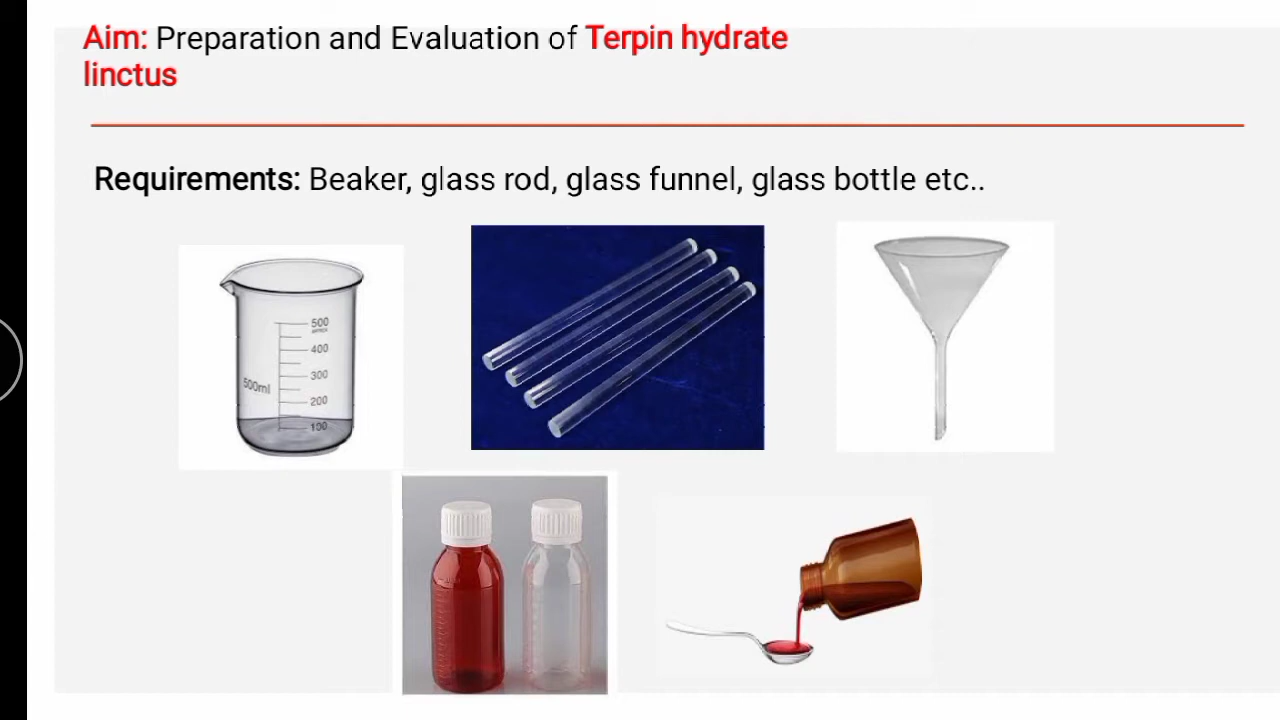 Aim: Preparation and Evaluation of Terpin hydrate
linctus
Requirements: Beaker, glass rod, glass funnel, glass bottle etc..
500
APPROX
400
300
500ml
200
100